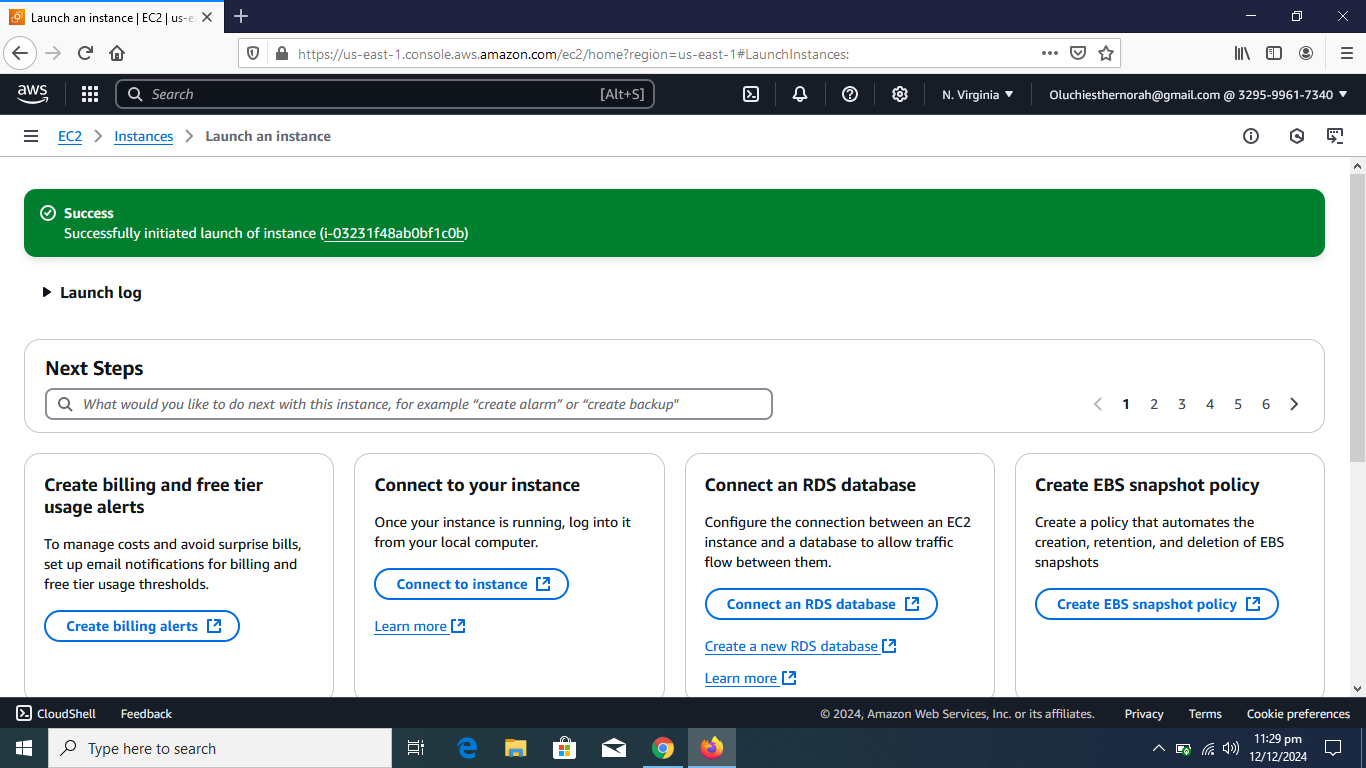 Launch an instance | EC2 | us-e
https://us-east-1.console.aws.amazon.com/ec2/home?region=us-east-1#LaunchInstances:
aws
Search
[Alt+S]
N. Virginia
Oluchiesthernorah@gmail.com @ 3295-9961-7340
EC2
Instances
Launch an instance
Success
Successfully initiated launch of instance (i-03231f48ab0bf1c0b)
Launch log
Next Steps
What would you like to do next with this instance, for example “create alarm” or “create backup”
1 2 3 4 5 6
Create billing and free tier
usage alerts
To manage costs and avoid surprise bills,
set up email notifications for billing and
free tier usage thresholds.
Create billing alerts
Connect to your instance
Once your instance is running, log into it
from your local computer.
Connect to instance
Learn more
Connect an RDS database
Configure the connection between an EC2
instance and a database to allow traffic
flow between them.
Connect an RDS database
Create a new RDS database
Learn more
Create EBS snapshot policy
Create a policy that automates the
creation, retention, and deletion of EBS
snapshots
Create EBS snapshot policy
CloudShell
Feedback
© 2024, Amazon Web Services, Inc. or its affiliates.
Privacy
Terms
Cookie preferences
Type here to search
11:29 pm
12/12/2024